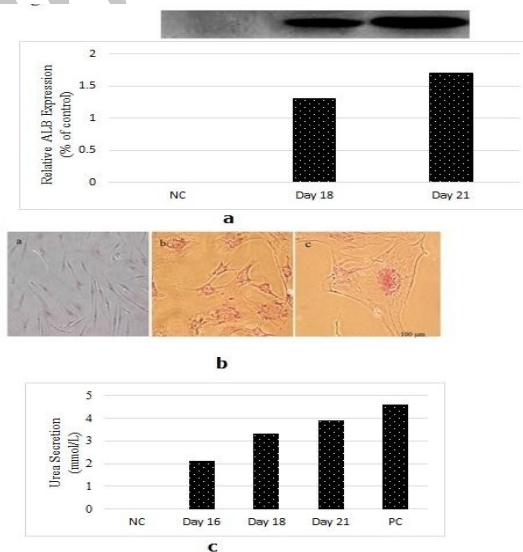 2
1.5
1
0.5
0
Relative ALB Expression
(% of control)
NC Day 18 Day 21
a
a b c
100 µm
b
5
4
3
2
1
0
Urea Secretion
(mmol/L)
NC Day 16 Day 18 Day 21 PC
c